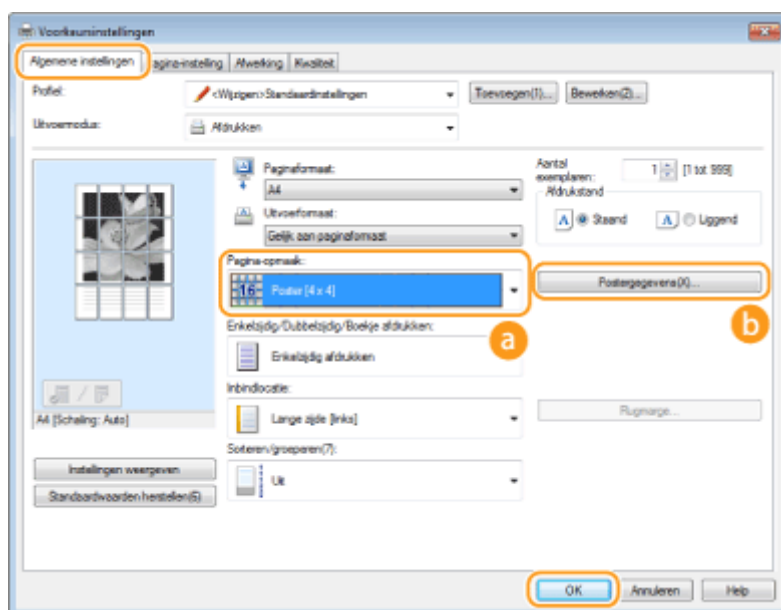 Voorkeursinstellingen
Algemene instellingen Pagina-instelling Afwerking Kwaliteit
Profiel: <Wijzigen>Standaardinstellingen Toevoegen(1)... Bewerken(2)...
Uitvoermodus: Afdrukken
Paginaformaat:
A4
Uitvoerformaat:
Gelijk aan paginaformaat
Aantal
exemplaren: 1 [1 tot 999]
Afdrukstand
A Staand A Liggend
Pagina-opmaak:
16 Poster [4 x 4]
a
Postergegevens(X)...
b
Enkelzijdig/Dubbelzijdig/Boekje afdrukken:
Enkelzijdig afdrukken
Inbindlocatie:
Lange zijde [links]
Rugmarge...
Sorteren/groeperen(7):
Uit
A4 [Schaling: Auto]
Instellingen weergeven
Standaardwaarden herstellen(6)
OK Annuleren Help